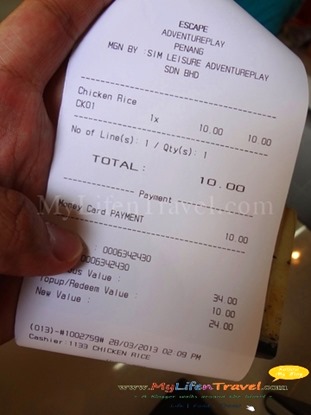 ESCAPE
ADVENTUREPLAY
PENANG
MGN BY :SIM LEISURE ADVENTUREPLAY
SDN BHD
Chicken Rice
CK01 1x 10.00 10.00
No of Line(s): 1 / Qty(s): 1
TOTAL: 10.00
Payment
Money Card PAYMENT 10.00
: 0006342430
0006342430
Value : 34.00
Topup/Redeem Value : 10.00
New Value : 24.00
(013)-#1002759# 28/03/2013 02:09 PM
Cashier:1133 CHICKEN RICE
MyLifenTravel.com
www.MyLifenTravel.com